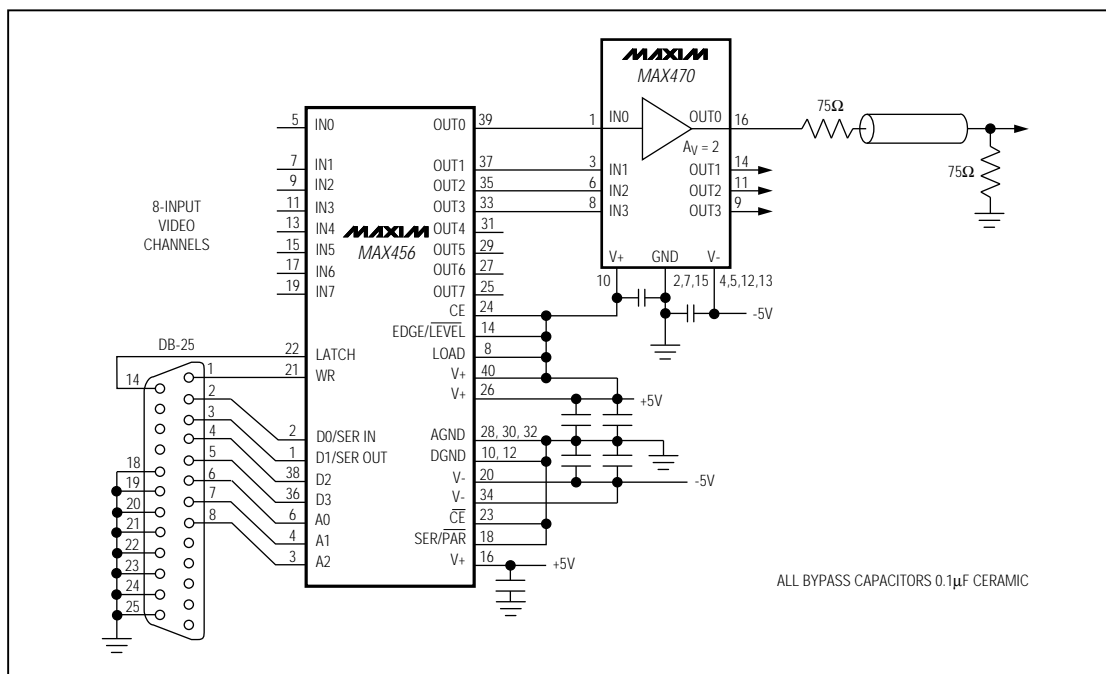 MAXIM
MAX470
IN0
OUT0
A_V = 2
IN1
OUT1
IN2
OUT2
IN3
OUT3
V+
GND
V-
1
3
6
8
16
14
11
9
10
2,7,15
4,5,12,13
-5V
75Ω
75Ω
8-INPUT
VIDEO
CHANNELS
MAXIM
MAX456
5 IN0
7 IN1
9 IN2
11 IN3
13 IN4
15 IN5
17 IN6
19 IN7
22 LATCH
21 WR
2 D0/SER IN
1 D1/SER OUT
38 D2
36 D3
6 A0
4 A1
3 A2
OUT0 39
OUT1 37
OUT2 35
OUT3 33
OUT4 31
OUT5 29
OUT6 27
OUT7 25
CE 24
EDGE/LEVEL 14
LOAD 8
V+ 40
V+ 26
AGND 28, 30, 32
DGND 10, 12
V- 20
V- 34
CE 23
SER/PAR 18
V+ 16
+5V
-5V
+5V
DB-25
1
2
3
4
5
6
7
8
14
18
19
20
21
22
23
24
25
ALL BYPASS CAPACITORS 0.1μF CERAMIC